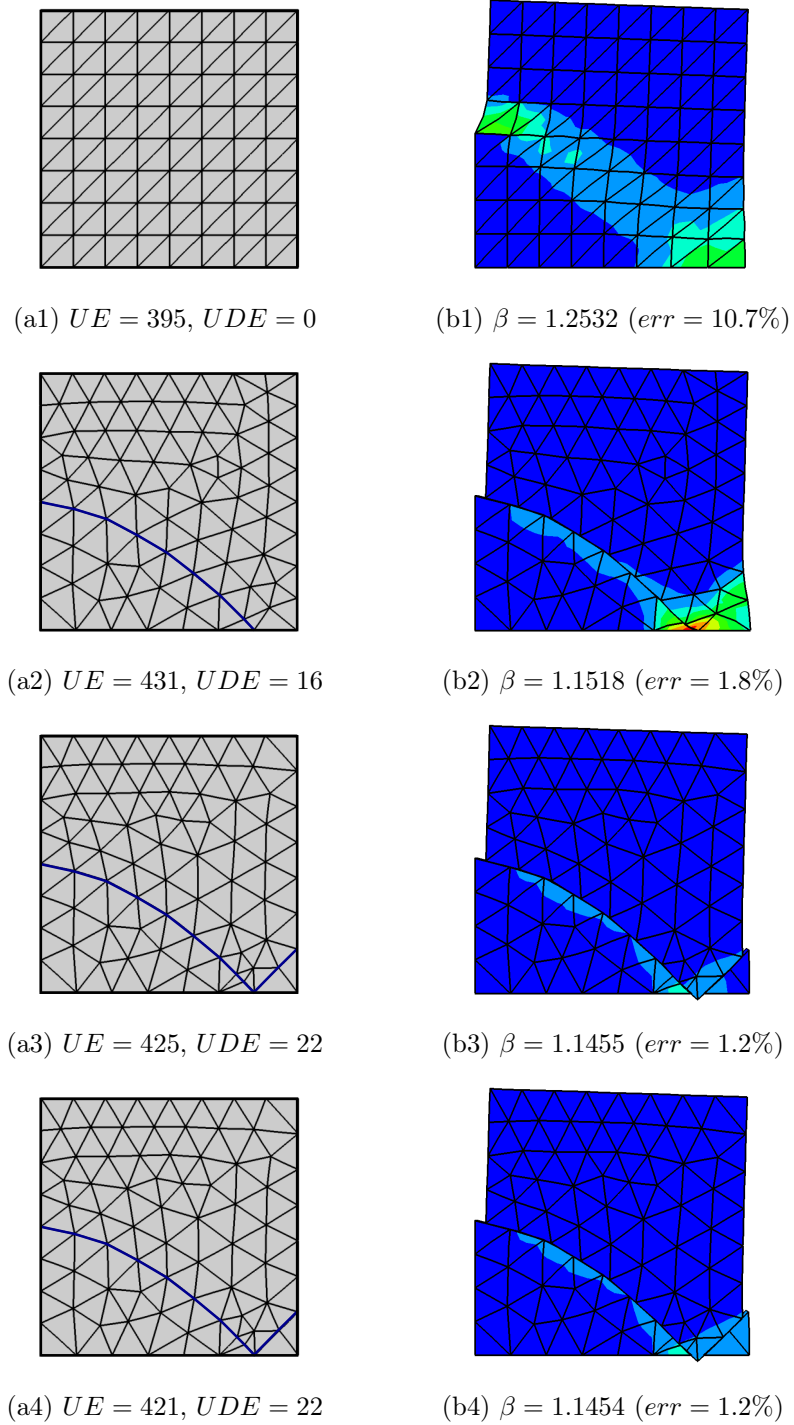 (a1) UE = 395, UDE = 0
(b1) β = 1.2532 (err = 10.7%)
(a2) UE = 431, UDE = 16
(b2) β = 1.1518 (err = 1.8%)
(a3) UE = 425, UDE = 22
(b3) β = 1.1455 (err = 1.2%)
(a4) UE = 421, UDE = 22
(b4) β = 1.1454 (err = 1.2%)